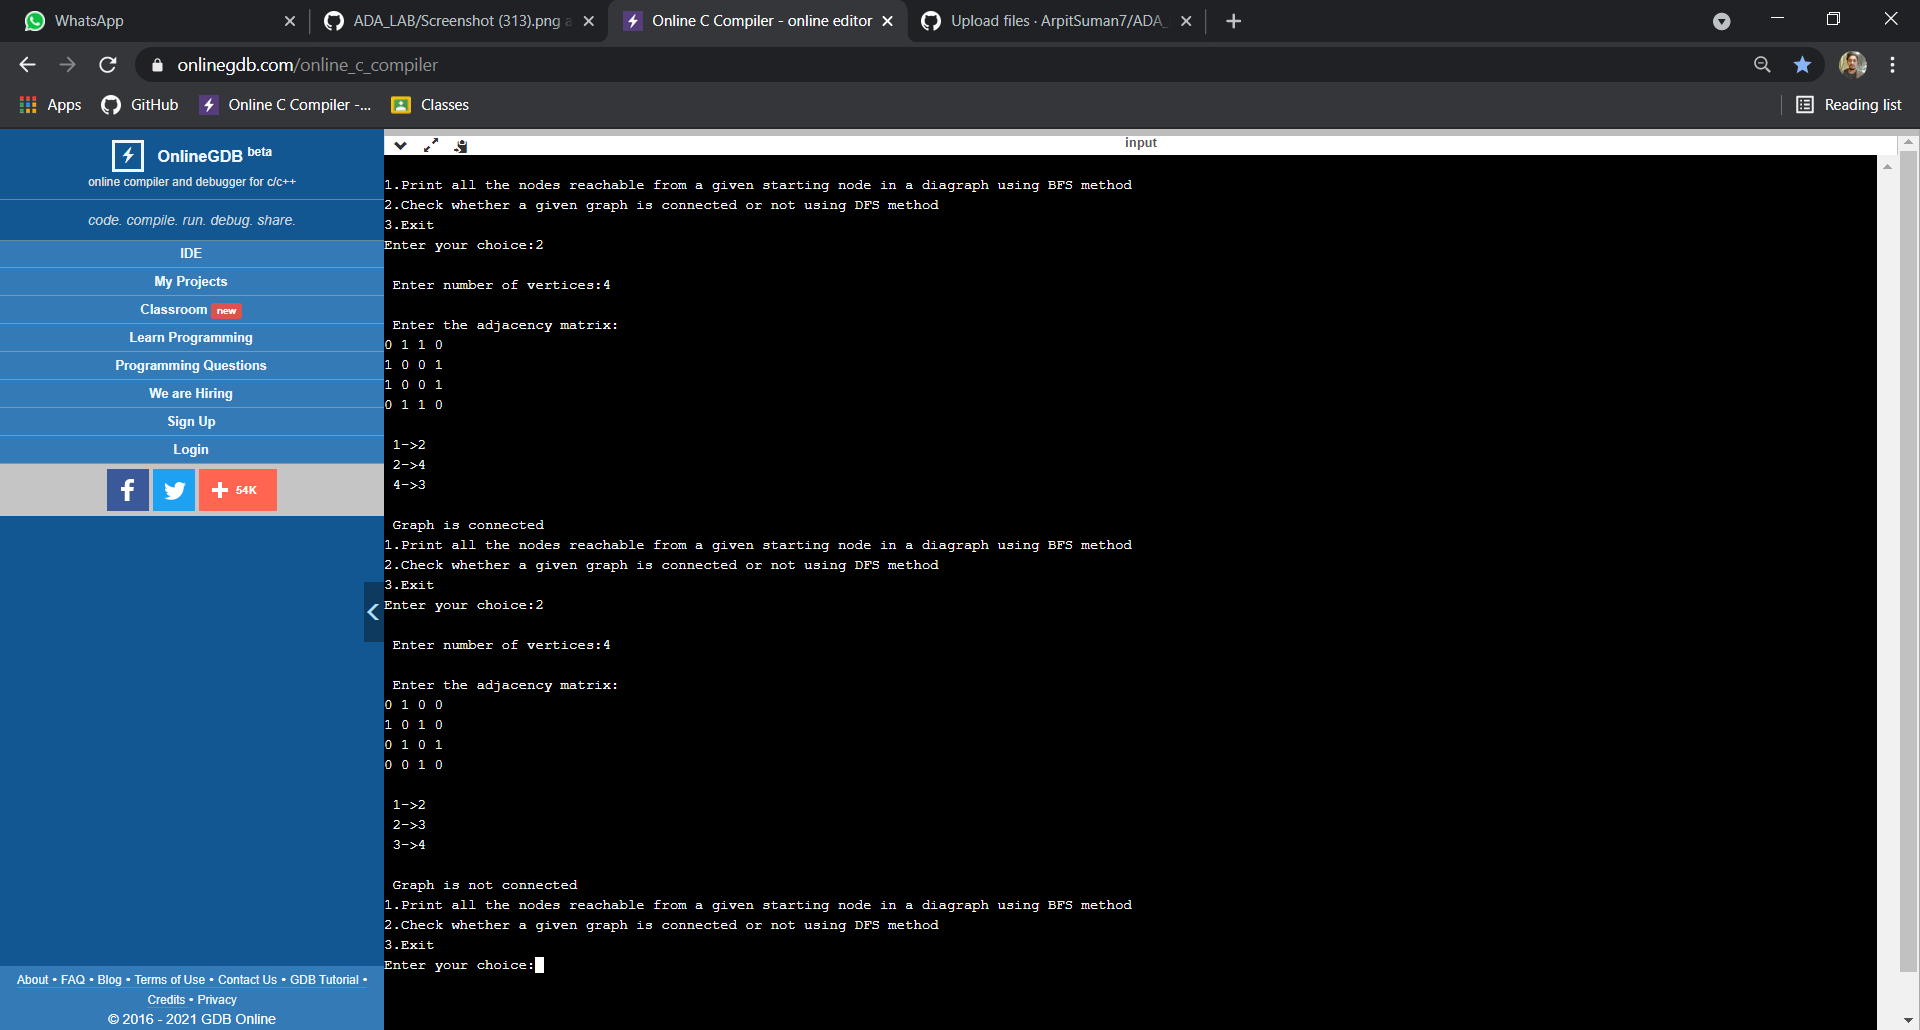 WhatsApp
ADA_LAB/Screenshot (313).png a
Online C Compiler - online editor
Upload files · ArpitSuman7/ADA_
onlinegdb.com/online_c_compiler
Apps
GitHub
Online C Compiler -...
Classes
Reading list
OnlineGDB beta
online compiler and debugger for c/c++
code. compile. run. debug. share.
IDE
My Projects
Classroom new
Learn Programming
Programming Questions
We are Hiring
Sign Up
Login
54K
About • FAQ • Blog • Terms of Use • Contact Us • GDB Tutorial •
Credits • Privacy
© 2016 - 2021 GDB Online
input
1.Print all the nodes reachable from a given starting node in a diagraph using BFS method
2.Check whether a given graph is connected or not using DFS method
3.Exit
Enter your choice:2
Enter number of vertices:4
Enter the adjacency matrix:
0 1 1 0
1 0 0 1
1 0 0 1
0 1 1 0
1->2
2->4
4->3
Graph is connected
1.Print all the nodes reachable from a given starting node in a diagraph using BFS method
2.Check whether a given graph is connected or not using DFS method
3.Exit
Enter your choice:2
Enter number of vertices:4
Enter the adjacency matrix:
0 1 0 0
1 0 1 0
0 1 0 1
0 0 1 0
1->2
2->3
3->4
Graph is not connected
1.Print all the nodes reachable from a given starting node in a diagraph using BFS method
2.Check whether a given graph is connected or not using DFS method
3.Exit
Enter your choice: